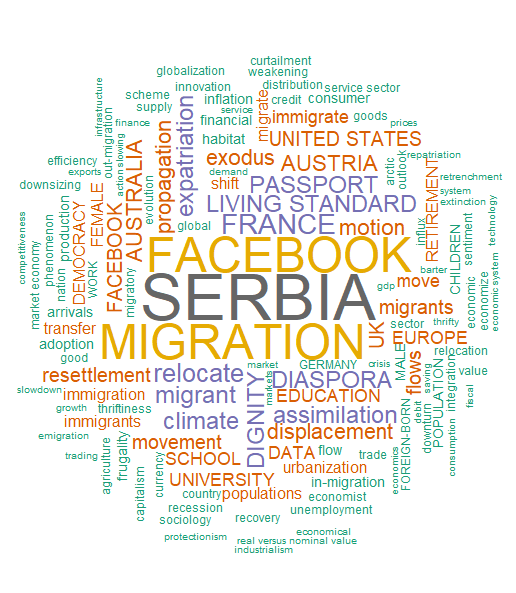 curtailment
globalization
weakening
infrastructure
innovation
distribution
service sector
scheme
inflation
credit
consumer
supply
service
finance
financial
migrate
immigrate
goods
prices
out-migration
action
slowing
AUSTRALIA
propagation
expatriation
habitat
UNITED STATES
efficiency
exports
exodus
AUSTRIA
arctic
outlook
repatriation
demand
downsizing
shift
PASSPORT
RETIREMENT
retrenchment
system
evolution
LIVING STANDARD
extinction
competitiveness
market economy
phenomenon
nation
production
DEMOCRACY
WORK
FEMALE
FACEBOOK
migratory
global
FRANCE
motion
influx
CHILDREN
sentiment
technology
FACEBOOK
barter
economic
economize
economic system
SERBIA
gdp
move
arrivals
migrants
transfer
UK
sector
thrifty
adoption
MIGRATION
EUROPE
good
market
GERMANY
crisis
MALE
relocation
resettlement
relocate
markets
DIASPORA
flows
POPULATION
saving
integration
value
slowdown
immigration
migrant
DIGNITY
EDUCATION
fiscal
growth
thriftiness
assimilation
debit
downturn
immigrants
climate
displacement
FOREIGN-BORN
consumption
emigration
movement
DATA
flow
trade
economics
trading
agriculture
frugality
SCHOOL
urbanization
capitalism
currency
UNIVERSITY
in-migration
country
populations
economist
recession
unemployment
sociology
recovery
protectionism
economical
real versus nominal value
industrialism